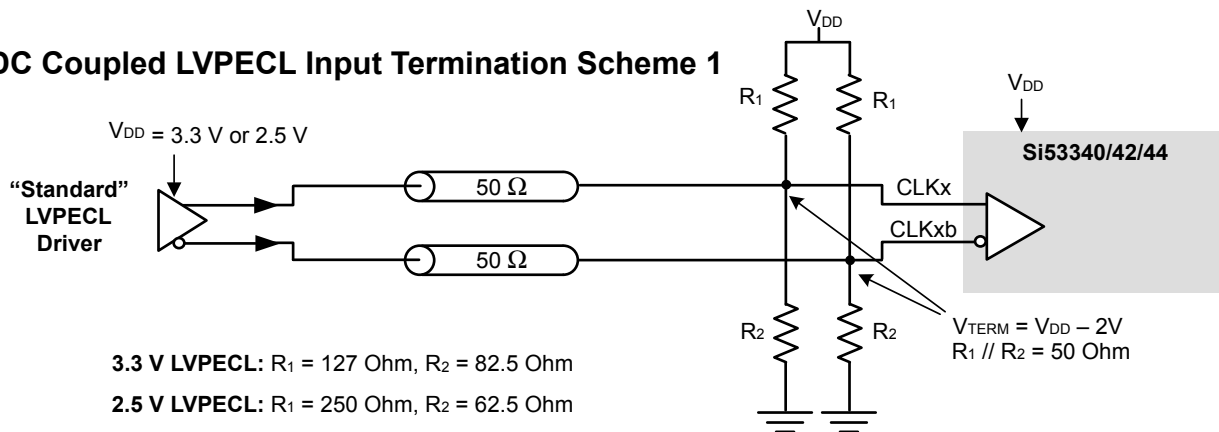 DC Coupled LVPECL Input Termination Scheme 1
VDD
R1
R1
VDD
VDD = 3.3 V or 2.5 V
Si53340/42/44
“Standard”
LVPECL
Driver
50 Ω
CLKx
CLKxb
50 Ω
R2
R2
VTERM = VDD – 2V
R1 // R2 = 50 Ohm
3.3 V LVPECL: R1 = 127 Ohm, R2 = 82.5 Ohm
2.5 V LVPECL: R1 = 250 Ohm, R2 = 62.5 Ohm